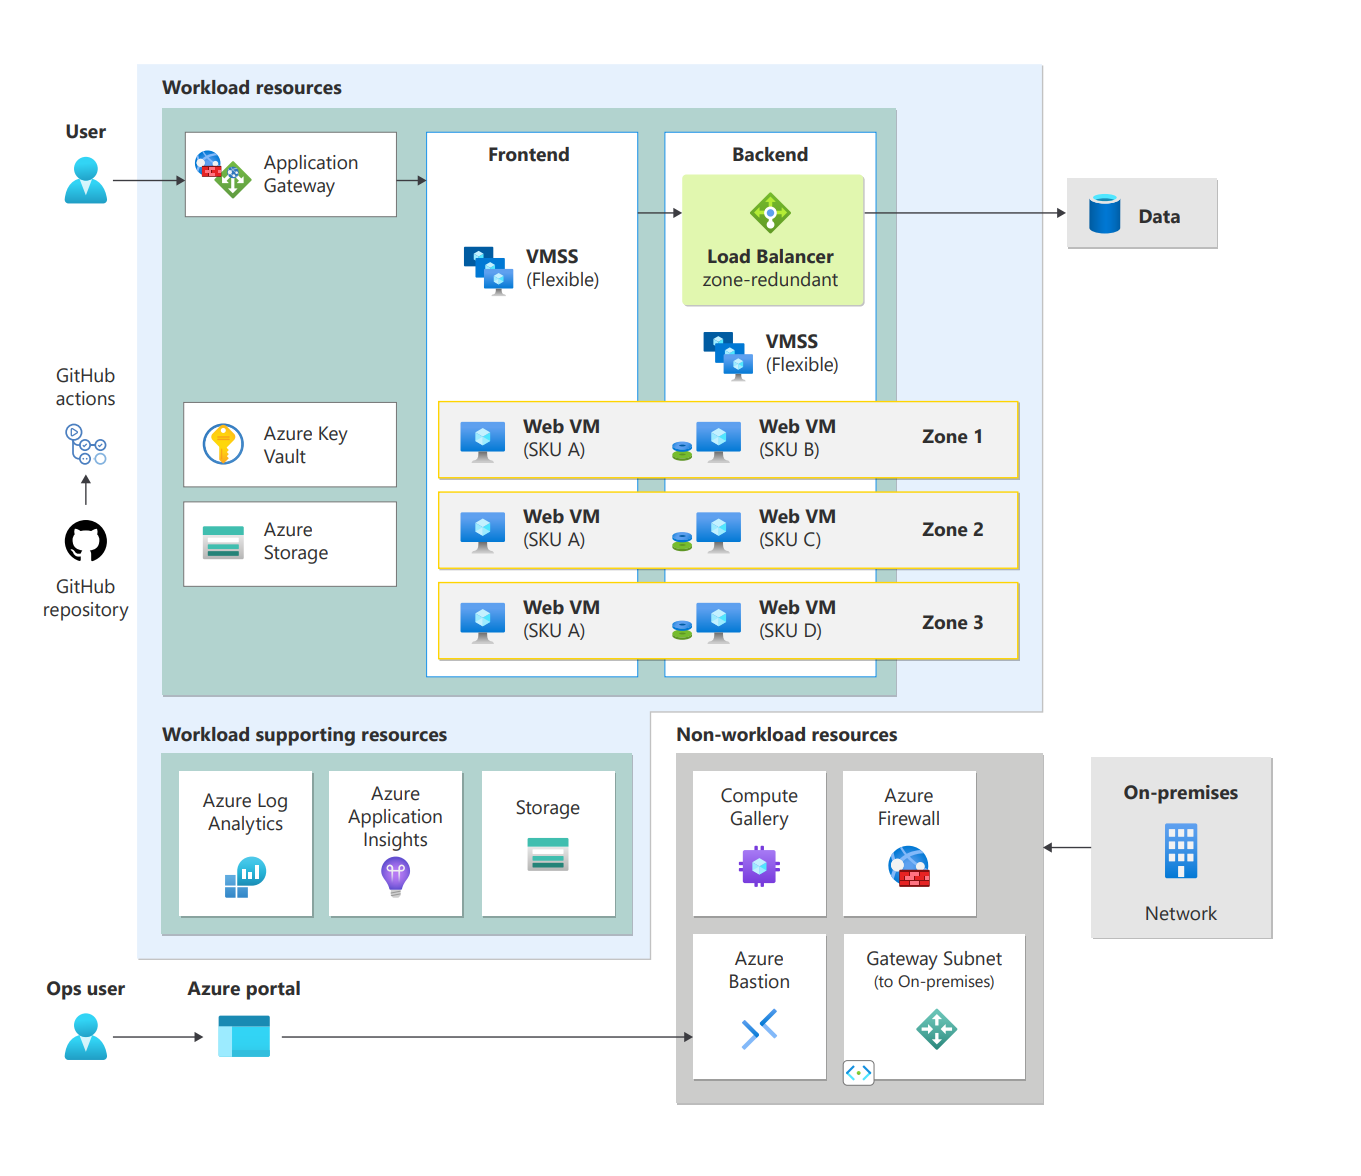 Workload resources
User
Application
Gateway
Frontend
VMSS
(Flexible)
Backend
Load Balancer
zone-redundant
VMSS
(Flexible)
Data
GitHub
actions
GitHub
repository
Azure Key
Vault
Azure
Storage
Web VM
(SKU A)
Web VM
(SKU B)
Zone 1
Web VM
(SKU A)
Web VM
(SKU C)
Zone 2
Web VM
(SKU A)
Web VM
(SKU D)
Zone 3
Workload supporting resources
Azure Log
Analytics
Azure
Application
Insights
Storage
Non-workload resources
Compute
Gallery
Azure
Firewall
Azure
Bastion
Gateway Subnet
(to On-premises)
On-premises
Network
Ops user
Azure portal